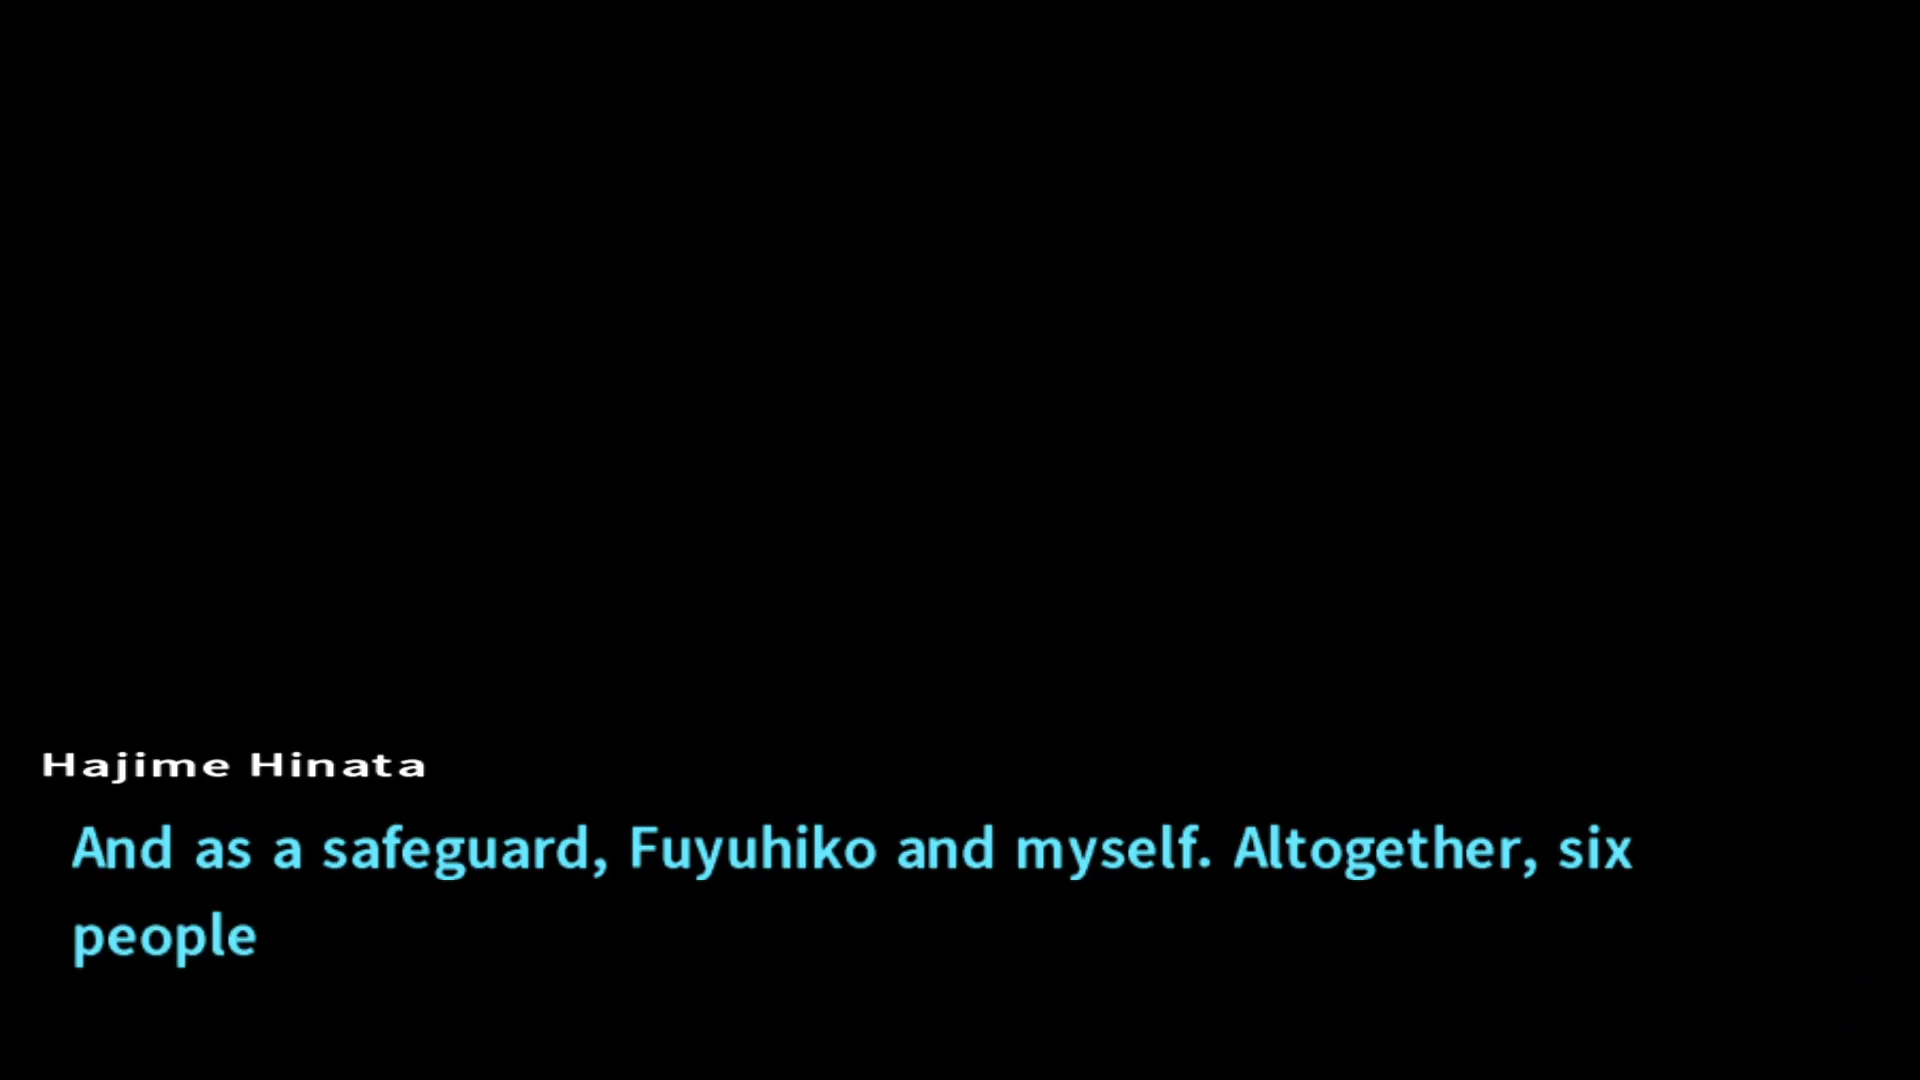 Hajime Hinata
And as a safeguard, Fuyuhiko and myself. Altogether, six
people